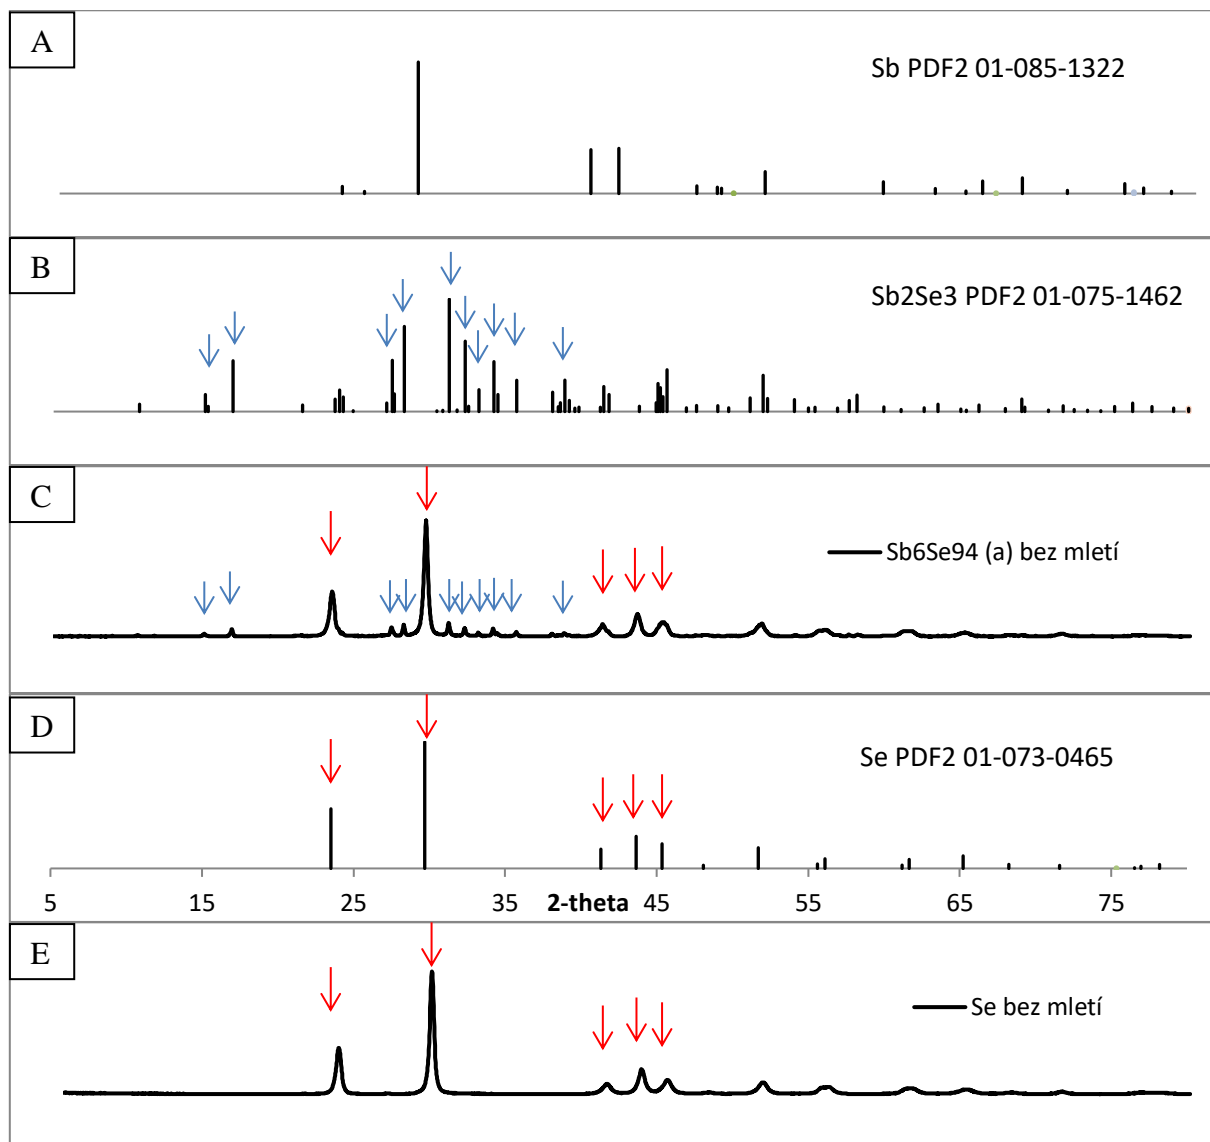 A
Sb PDF2 01-085-1322
B
Sb2Se3 PDF2 01-075-1462
C
Sb6Se94 (a) bez mletí
D
Se PDF2 01-073-0465
5 15 25 35 2-theta 45 55 65 75
E
Se bez mletí